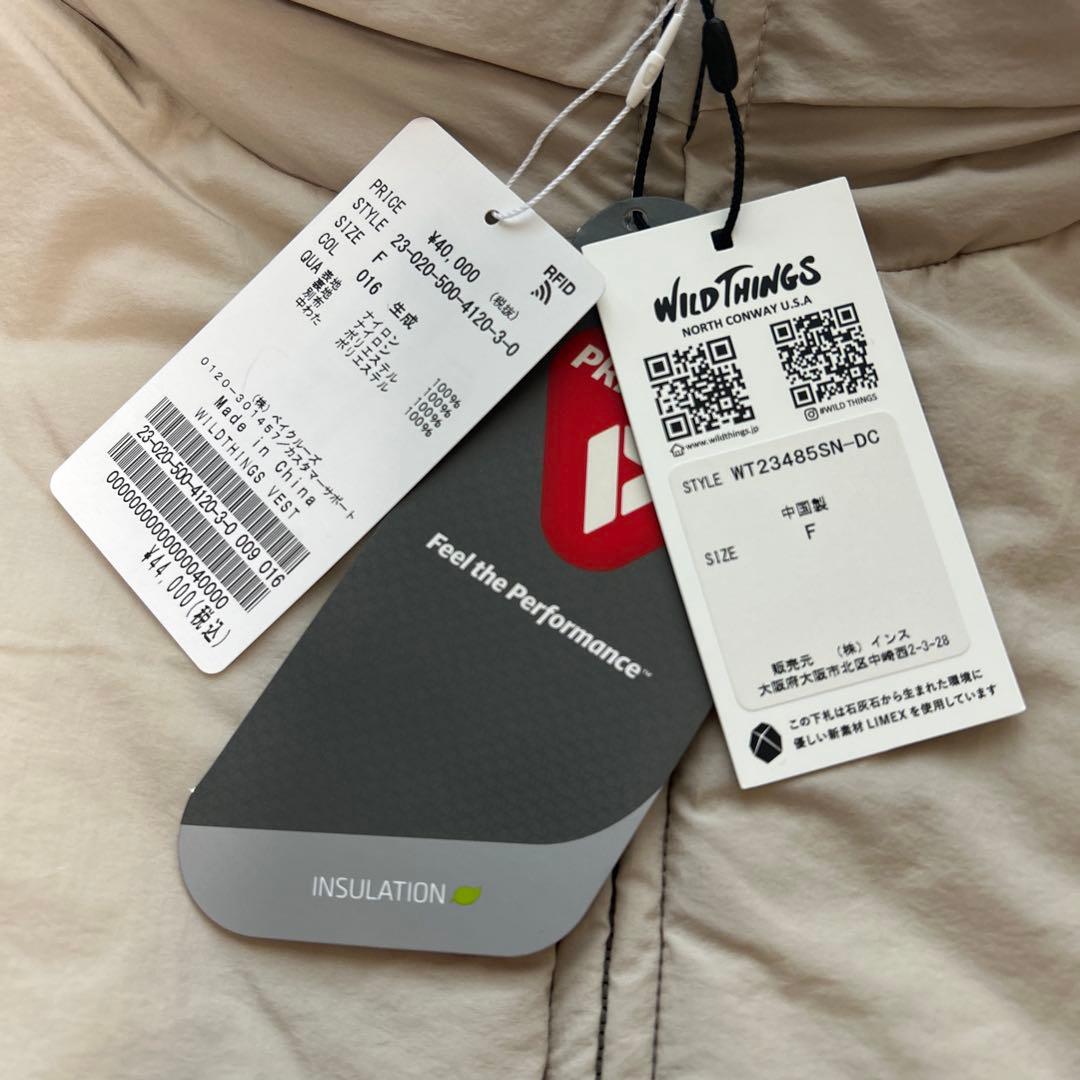 PRICE ¥40,000 (税抜)
STYLE 23-020-500-4120-3-0
SIZE F
COL 016 生成
QUA 表地 ナイロン 100%
裏地 ナイロン 100%
別布 ポリエステル 100%
中わた ポリエステル 100%
RFID
(株) ベイクルーズ
0120-301457/カスタマーサポート
Made in China
WILDTHINGS VEST
23-020-500-4120-3-0 009 016
¥44,000(税込)
Feel the Performance™
INSULATION
WILD THINGS
NORTH CONWAY U.S.A
www.wildthings.jp
#WILD THINGS
STYLE WT23485SN-DC
中国製
SIZE F
販売元 (株) インス
大阪府大阪市北区中崎西2-3-28
この下札は石灰石から生まれた環境に
優しい新素材 LIMEX を使用しています